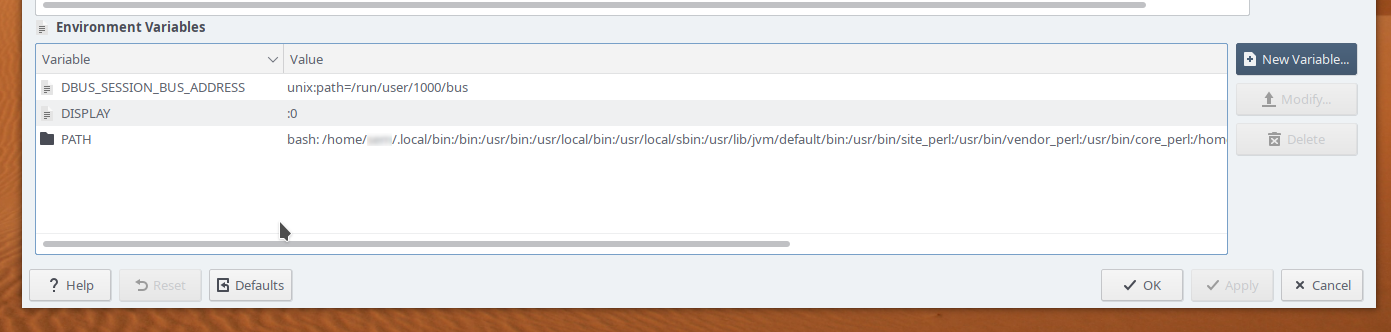 Environment Variables
Variable Value
DBUS_SESSION_BUS_ADDRESS unix:path=/run/user/1000/bus
DISPLAY :0
PATH bash: /home/ /.local/bin:/bin:/usr/bin:/usr/local/bin:/usr/local/sbin:/usr/lib/jvm/default/bin:/usr/bin/site_perl:/usr/bin/vendor_perl:/usr/bin/core_perl:/hom
New Variable...
Modify...
Delete
? Help
Reset
Defaults
OK
Apply
Cancel